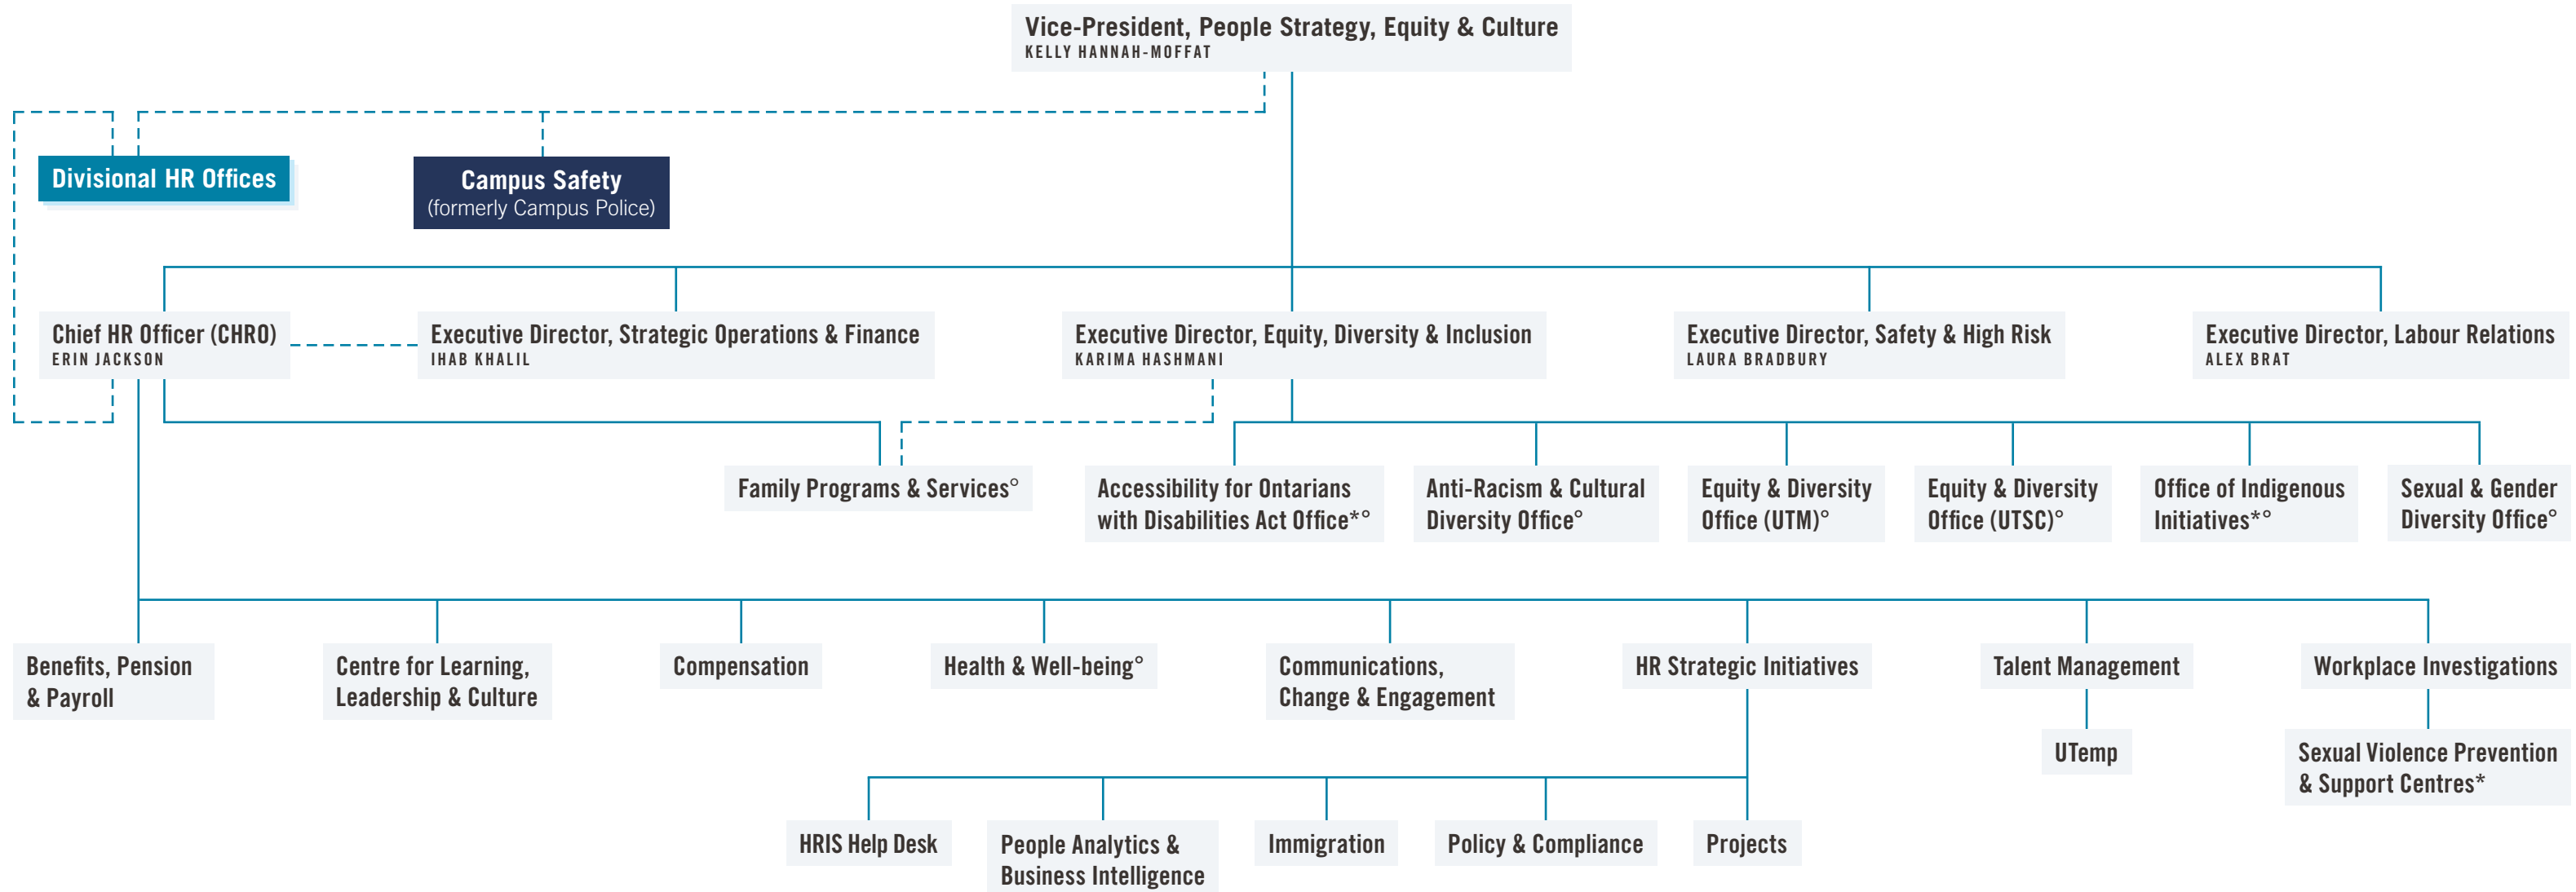 Vice-President, People Strategy, Equity & Culture
KELLY HANNAH-MOFFAT
Divisional HR Offices
Campus Safety
(formerly Campus Police)
Chief HR Officer (CHRO)
ERIN JACKSON
Executive Director, Strategic Operations & Finance
IHAB KHALIL
Executive Director, Equity, Diversity & Inclusion
KARIMA HASHMANI
Executive Director, Safety & High Risk
LAURA BRADBURY
Executive Director, Labour Relations
ALEX BRAT
Family Programs & Services°
Accessibility for Ontarians
with Disabilities Act Office*°
Anti-Racism & Cultural
Diversity Office°
Equity & Diversity
Office (UTM)°
Equity & Diversity
Office (UTSC)°
Office of Indigenous
Initiatives*°
Sexual & Gender
Diversity Office°
Benefits, Pension
& Payroll
Centre for Learning,
Leadership & Culture
Compensation
Health & Well-being°
Communications,
Change & Engagement
HR Strategic Initiatives
Talent Management
Workplace Investigations
UTemp
Sexual Violence Prevention
& Support Centres*
HRIS Help Desk
People Analytics &
Business Intelligence
Immigration
Policy & Compliance
Projects